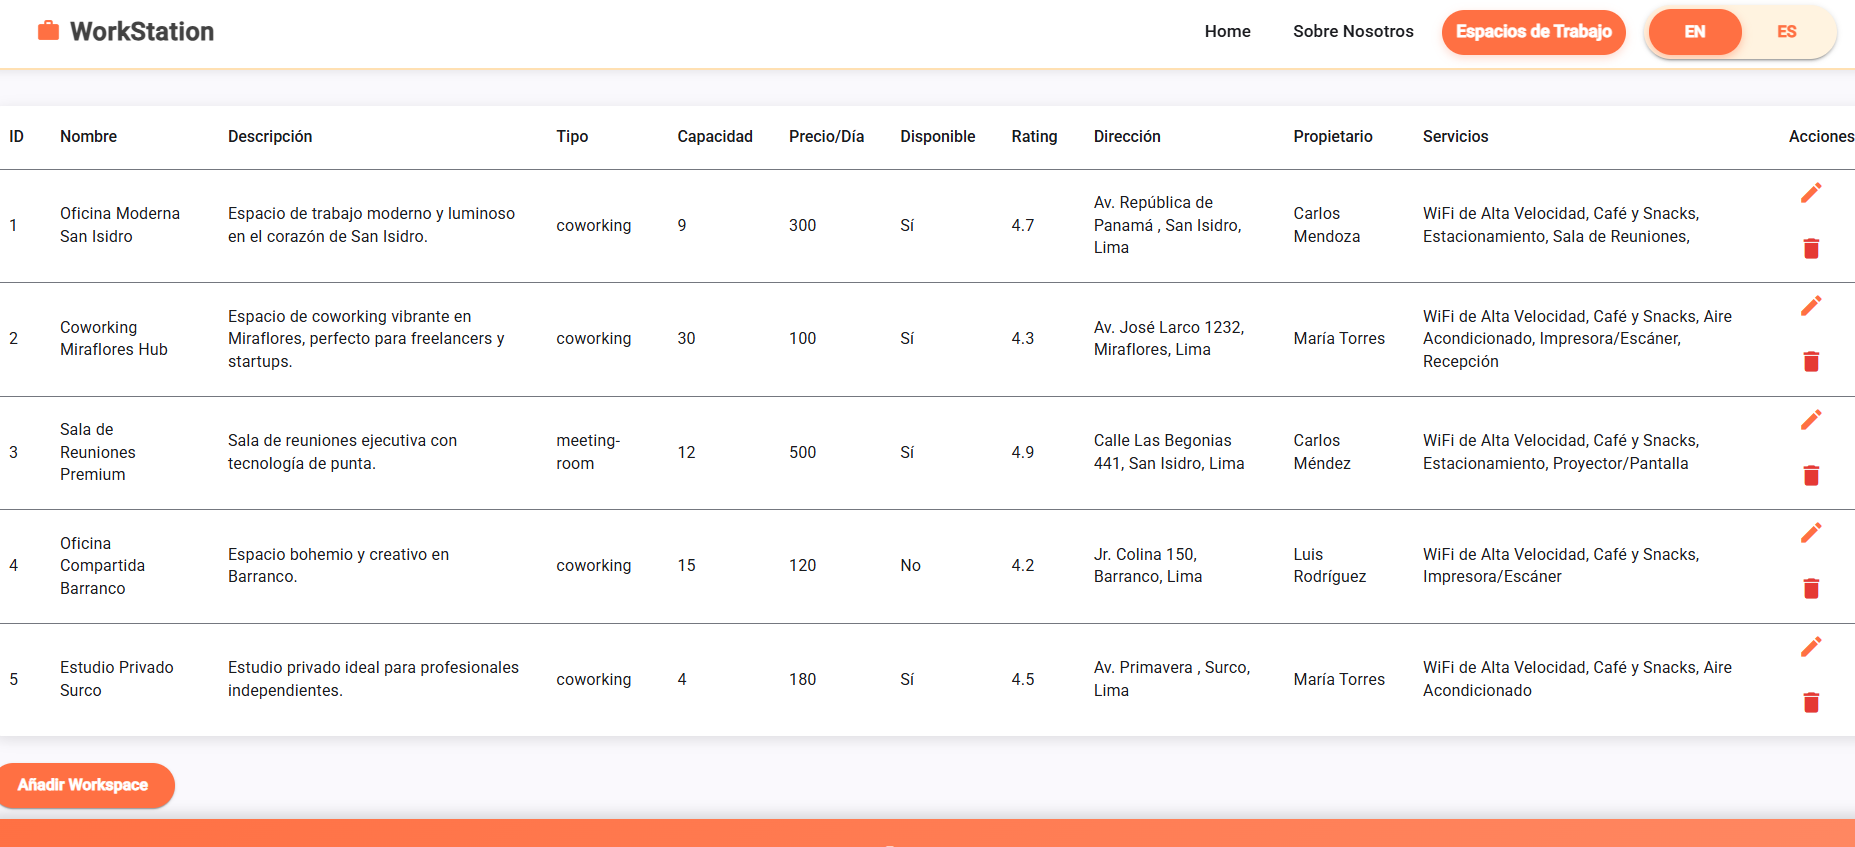 WorkStation
Home
Sobre Nosotros
Espacios de Trabajo
EN
ES
ID
Nombre
Descripción
Tipo
Capacidad
Precio/Día
Disponible
Rating
Dirección
Propietario
Servicios
Acciones
1
Oficina Moderna
San Isidro
Espacio de trabajo moderno y luminoso
en el corazón de San Isidro.
coworking
9
300
Sí
4.7
Av. República de
Panamá , San Isidro,
Lima
Carlos
Mendoza
WiFi de Alta Velocidad, Café y Snacks,
Estacionamiento, Sala de Reuniones,
2
Coworking
Miraflores Hub
Espacio de coworking vibrante en
Miraflores, perfecto para freelancers y
startups.
coworking
30
100
Sí
4.3
Av. José Larco 1232,
Miraflores, Lima
María Torres
WiFi de Alta Velocidad, Café y Snacks, Aire
Acondicionado, Impresora/Escáner,
Recepción
3
Sala de
Reuniones
Premium
Sala de reuniones ejecutiva con
tecnología de punta.
meeting-
room
12
500
Sí
4.9
Calle Las Begonias
441, San Isidro, Lima
Carlos
Méndez
WiFi de Alta Velocidad, Café y Snacks,
Estacionamiento, Proyector/Pantalla
4
Oficina
Compartida
Barranco
Espacio bohemio y creativo en
Barranco.
coworking
15
120
No
4.2
Jr. Colina 150,
Barranco, Lima
Luis
Rodríguez
WiFi de Alta Velocidad, Café y Snacks,
Impresora/Escáner
5
Estudio Privado
Surco
Estudio privado ideal para profesionales
independientes.
coworking
4
180
Sí
4.5
Av. Primavera , Surco,
Lima
María Torres
WiFi de Alta Velocidad, Café y Snacks, Aire
Acondicionado
Añadir Workspace